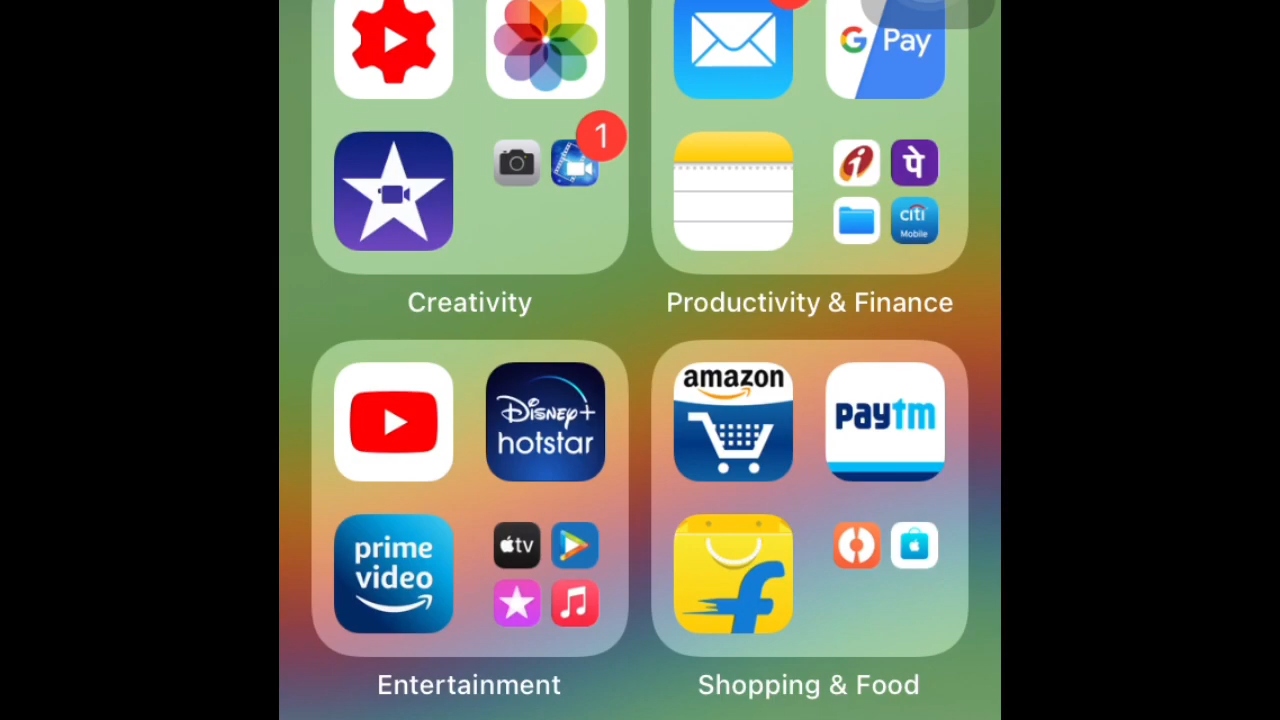 G Pay
1
i
पे
citi
Mobile
Creativity
Productivity & Finance
Disney+
hotstar
amazon
paytm
prime
video
tv
f
Entertainment
Shopping & Food